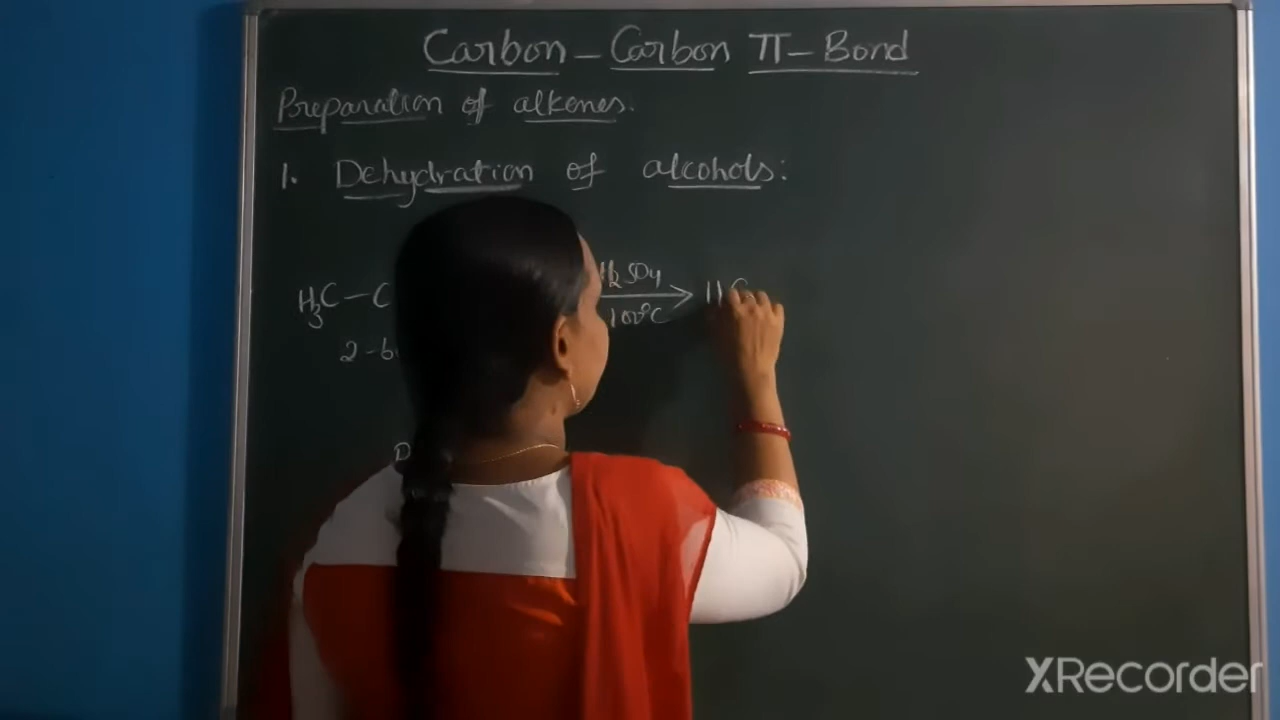 Carbon - Carbon π - Bond
Preparation of alkenes.
1. Dehydration of alcohols:
H₃C - C
H₂SO₄
100°C
2-b
D
XRecorder